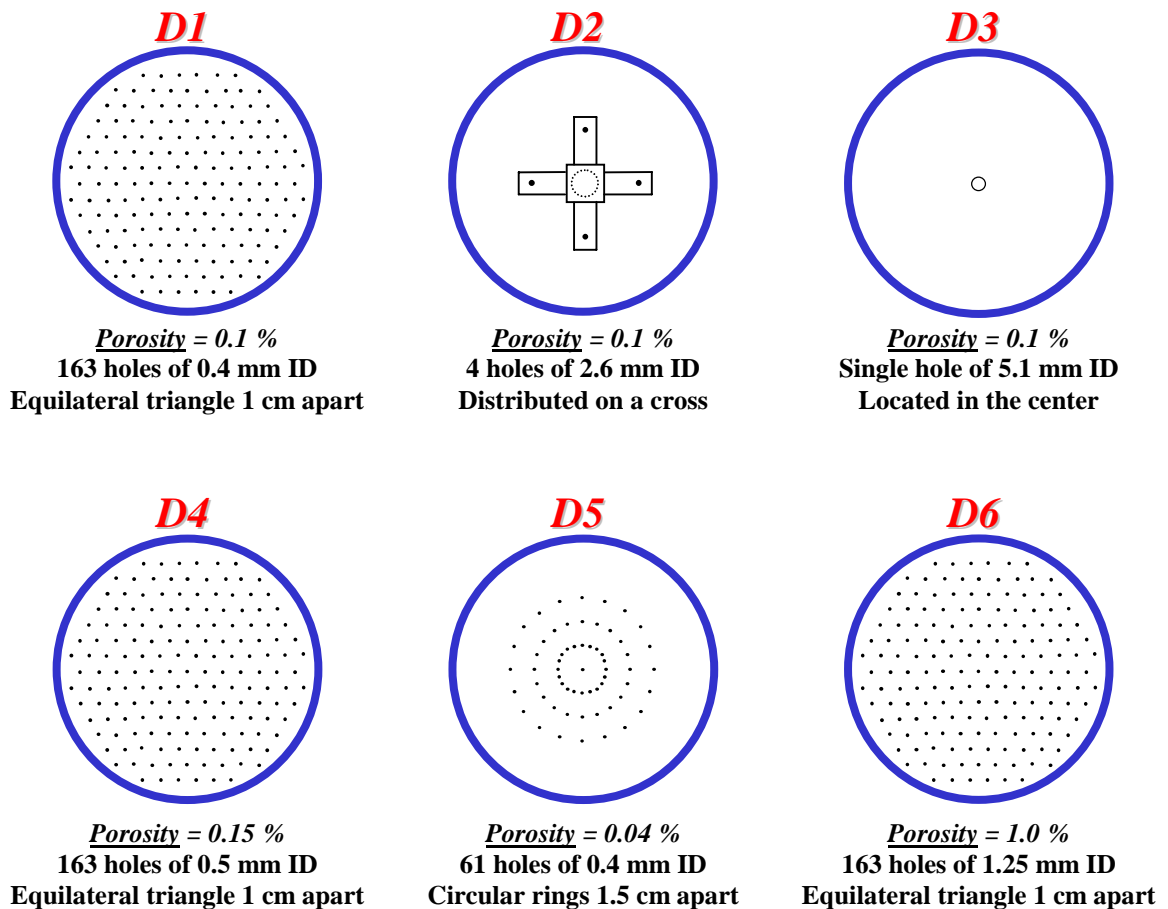 D1
Porosity = 0.1 %
163 holes of 0.4 mm ID
Equilateral triangle 1 cm apart
D2
Porosity = 0.1 %
4 holes of 2.6 mm ID
Distributed on a cross
D3
Porosity = 0.1 %
Single hole of 5.1 mm ID
Located in the center
D4
Porosity = 0.15 %
163 holes of 0.5 mm ID
Equilateral triangle 1 cm apart
D5
Porosity = 0.04 %
61 holes of 0.4 mm ID
Circular rings 1.5 cm apart
D6
Porosity = 1.0 %
163 holes of 1.25 mm ID
Equilateral triangle 1 cm apart